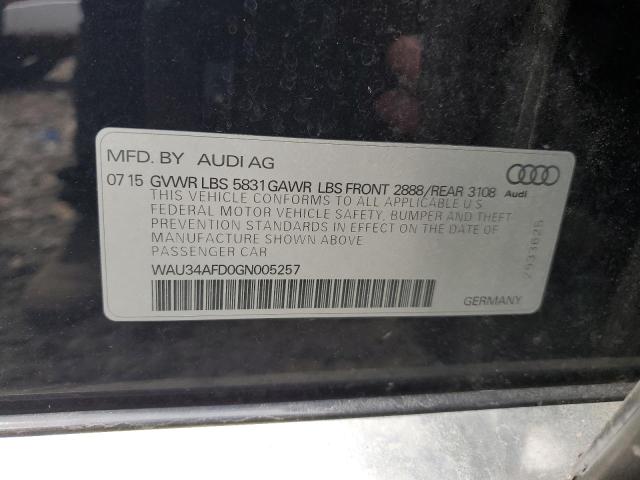 MFD. BY AUDI AG
07 15 GVWR LBS 5831 GAWR LBS FRONT 2888/REAR 3108
Audi
THIS VEHICLE CONFORMS TO ALL APPLICABLE U.S
FEDERAL MOTOR VEHICLE SAFETY, BUMPER AND THEFT
PREVENTION STANDARDS IN EFFECT ON THE DATE OF
MANUFACTURE SHOWN ABOVE
PASSENGER CAR
2933625
WAU34AFD0GN005257
GERMANY